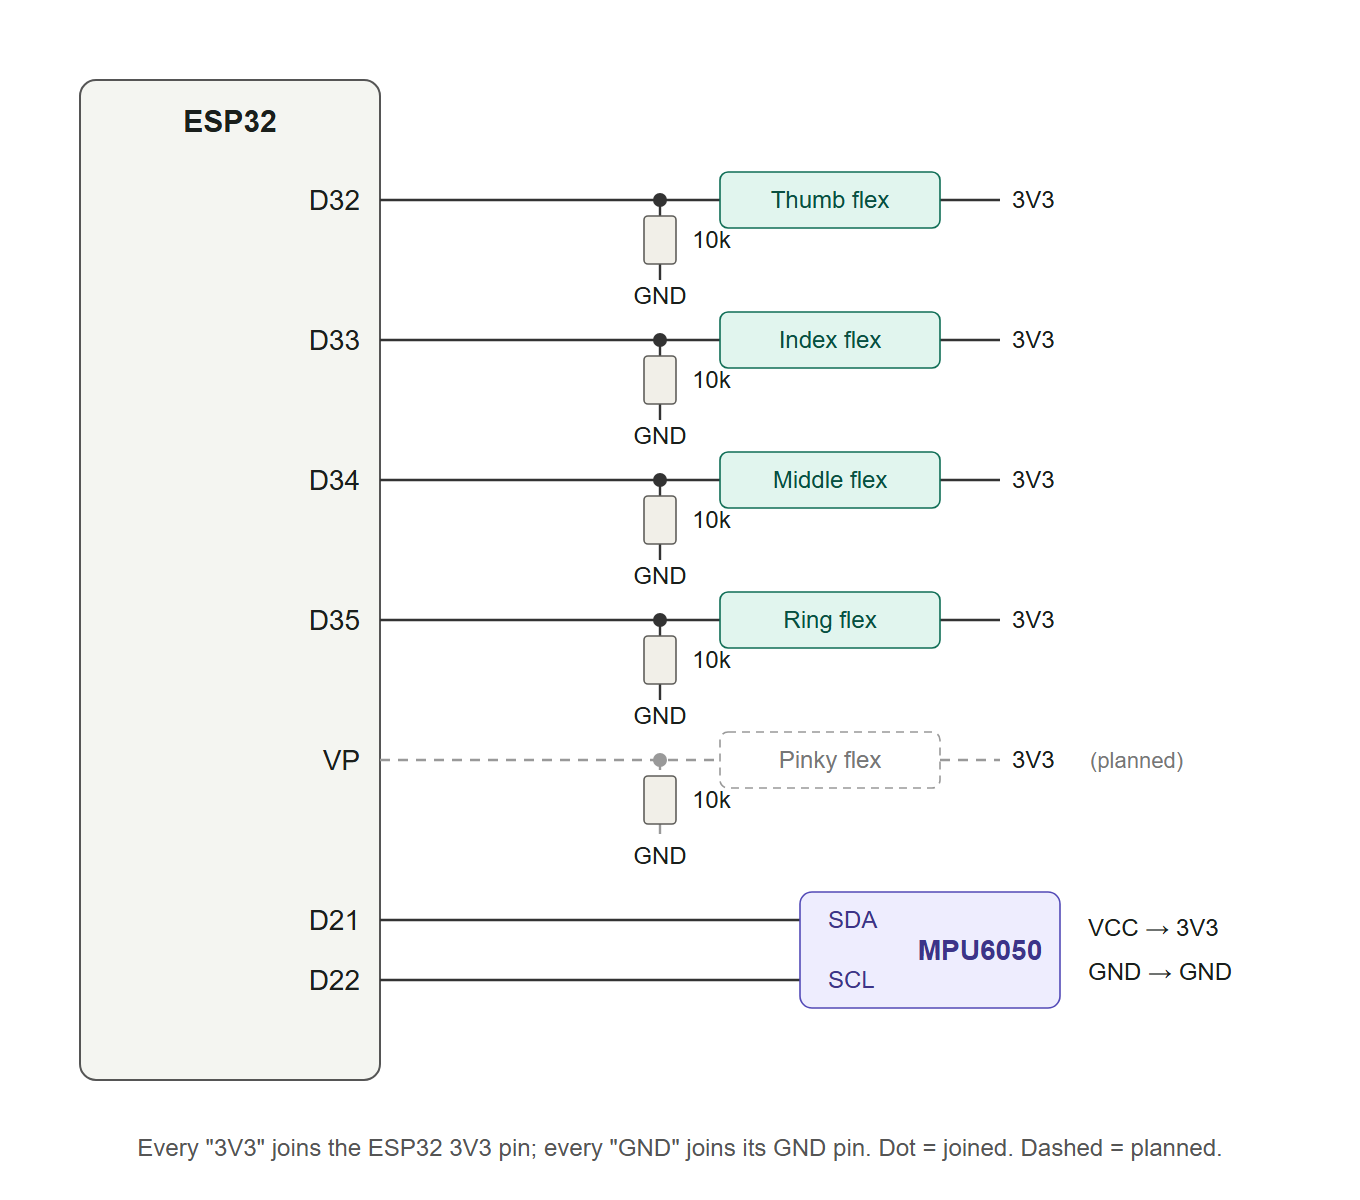 ESP32
D32
Thumb flex
3V3
10k
GND
D33
Index flex
3V3
10k
GND
D34
Middle flex
3V3
10k
GND
D35
Ring flex
3V3
10k
GND
VP
Pinky flex
3V3
(planned)
10k
GND
D21
SDA
MPU6050
VCC → 3V3
D22
SCL
GND → GND
Every "3V3" joins the ESP32 3V3 pin; every "GND" joins its GND pin. Dot = joined. Dashed = planned.